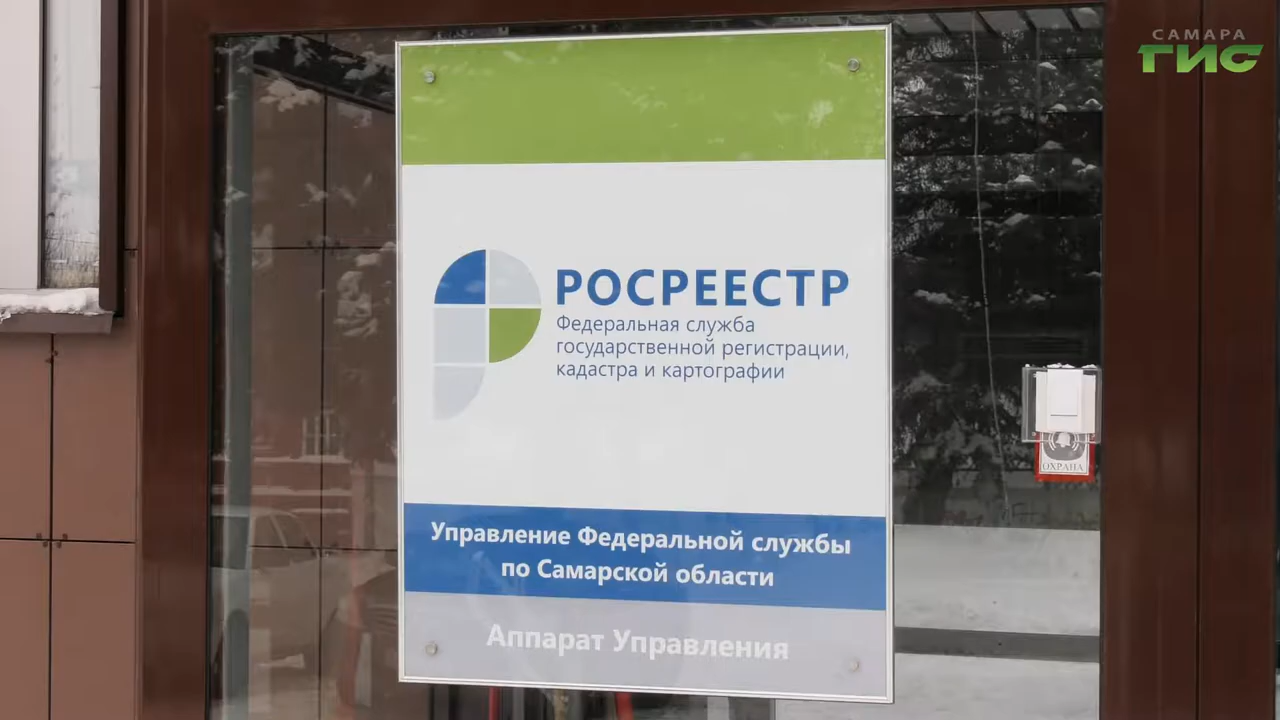 САМАРА
ГИС
РОСРЕЕСТР
Федеральная служба
государственной регистрации,
кадастра и картографии
Управление Федеральной службы
по Самарской области
Аппарат Управления
ОХРАНА